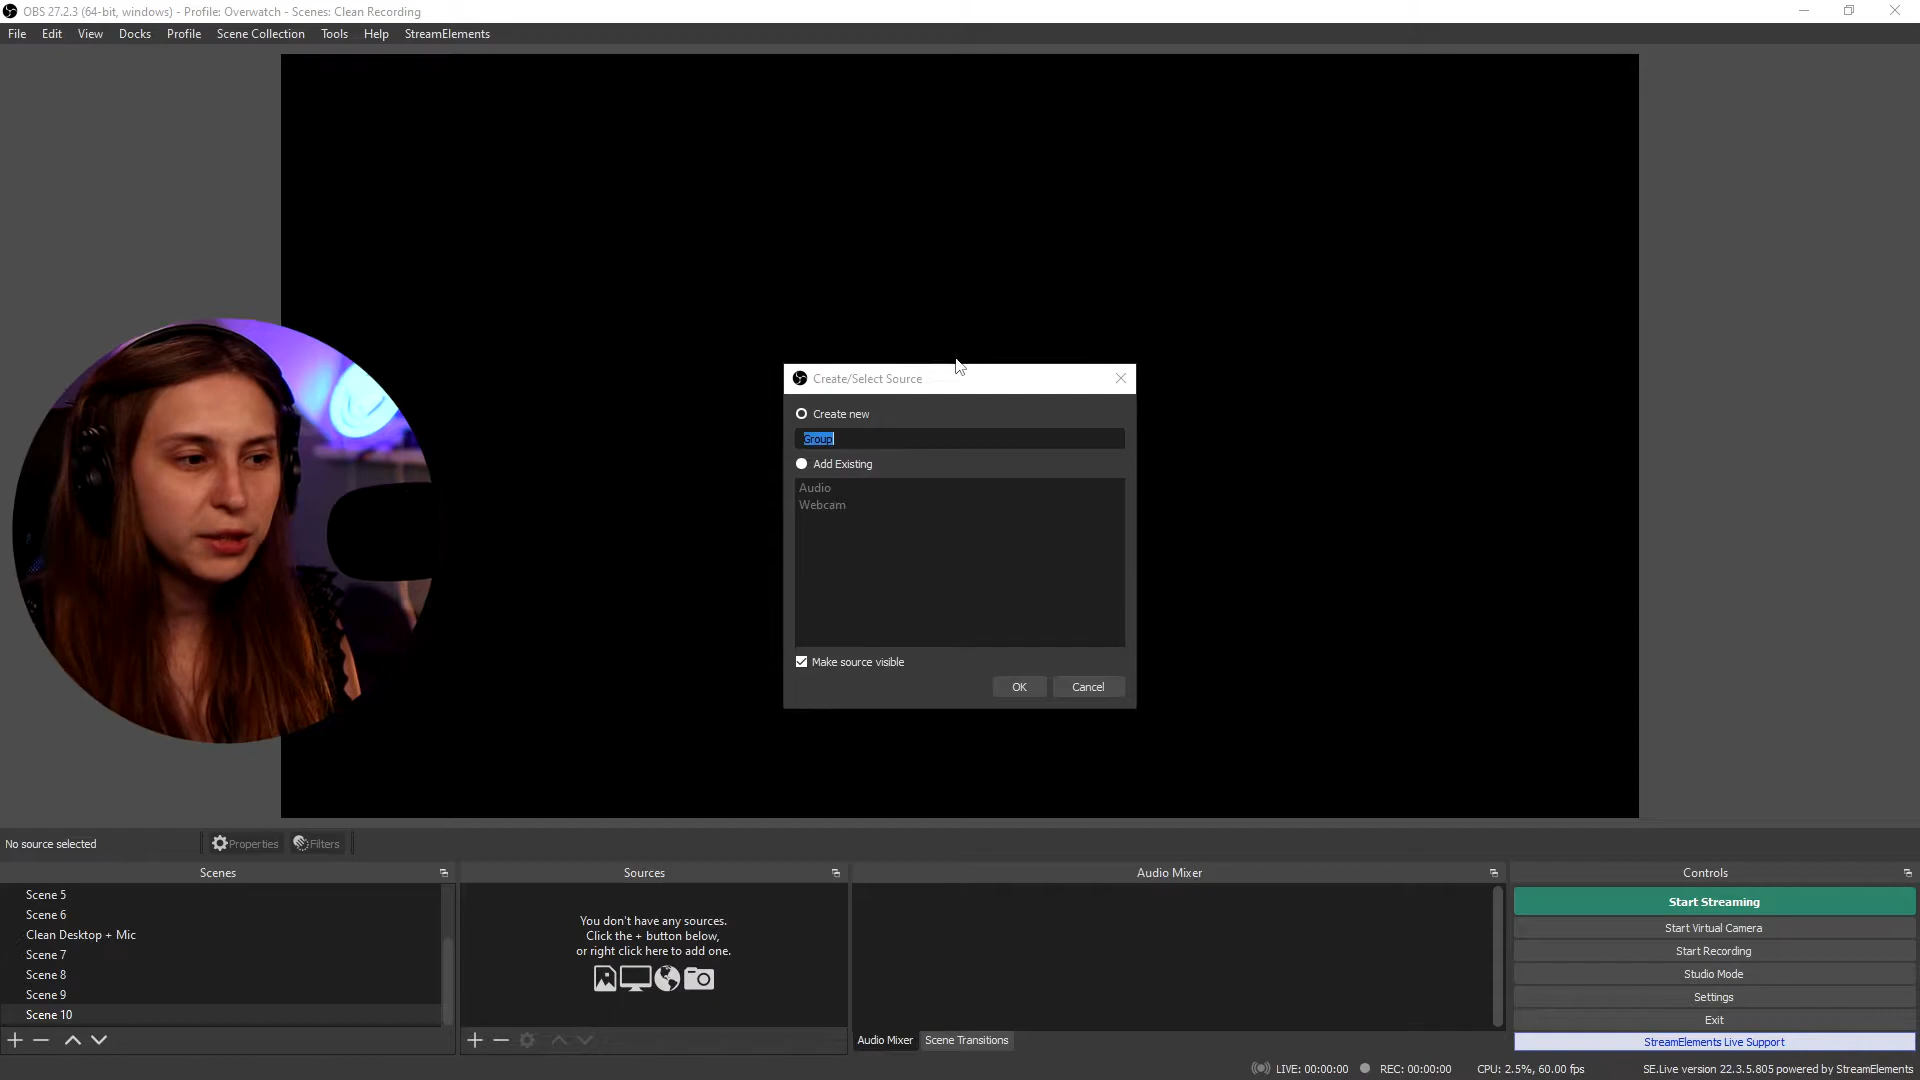 OBS 27.2.3 (64-bit, windows) - Profile: Overwatch - Scenes: Clean Recording
File Edit View Docks Profile Scene Collection Tools Help StreamElements
Create/Select Source
Create new
Group
Add Existing
Audio
Webcam
Make source visible
OK Cancel
No source selected Properties Filters
Scenes
Scene 5
Scene 6
Clean Desktop + Mic
Scene 7
Scene 8
Scene 9
Scene 10
Sources
You don't have any sources.
Click the + button below,
or right click here to add one.
Audio Mixer
Audio Mixer Scene Transitions
Controls
Start Streaming
Start Virtual Camera
Start Recording
Studio Mode
Settings
Exit
StreamElements Live Support
LIVE: 00:00:00 REC: 00:00:00 CPU: 2.5%, 60.00 fps SE.Live version 22.3.5.805 powered by StreamElements